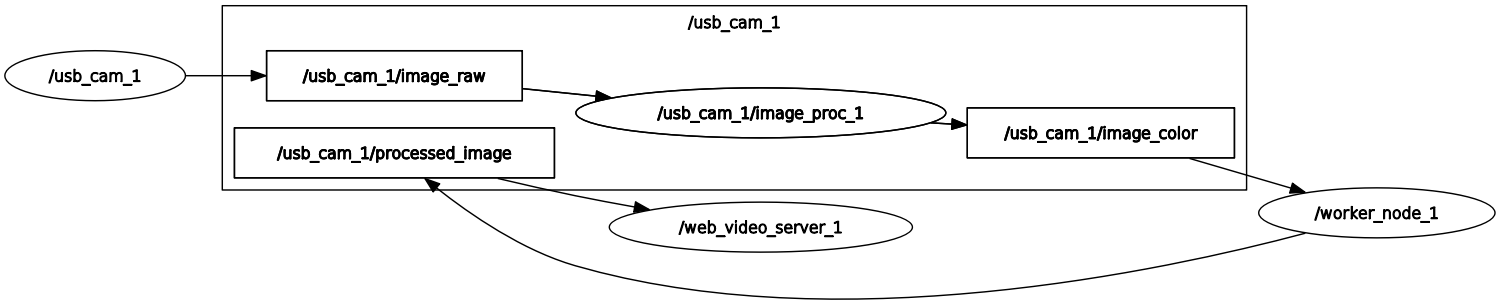 /usb_cam_1
/usb_cam_1
/usb_cam_1/image_raw
/usb_cam_1/image_proc_1
/usb_cam_1/image_color
/usb_cam_1/processed_image
/web_video_server_1
/worker_node_1